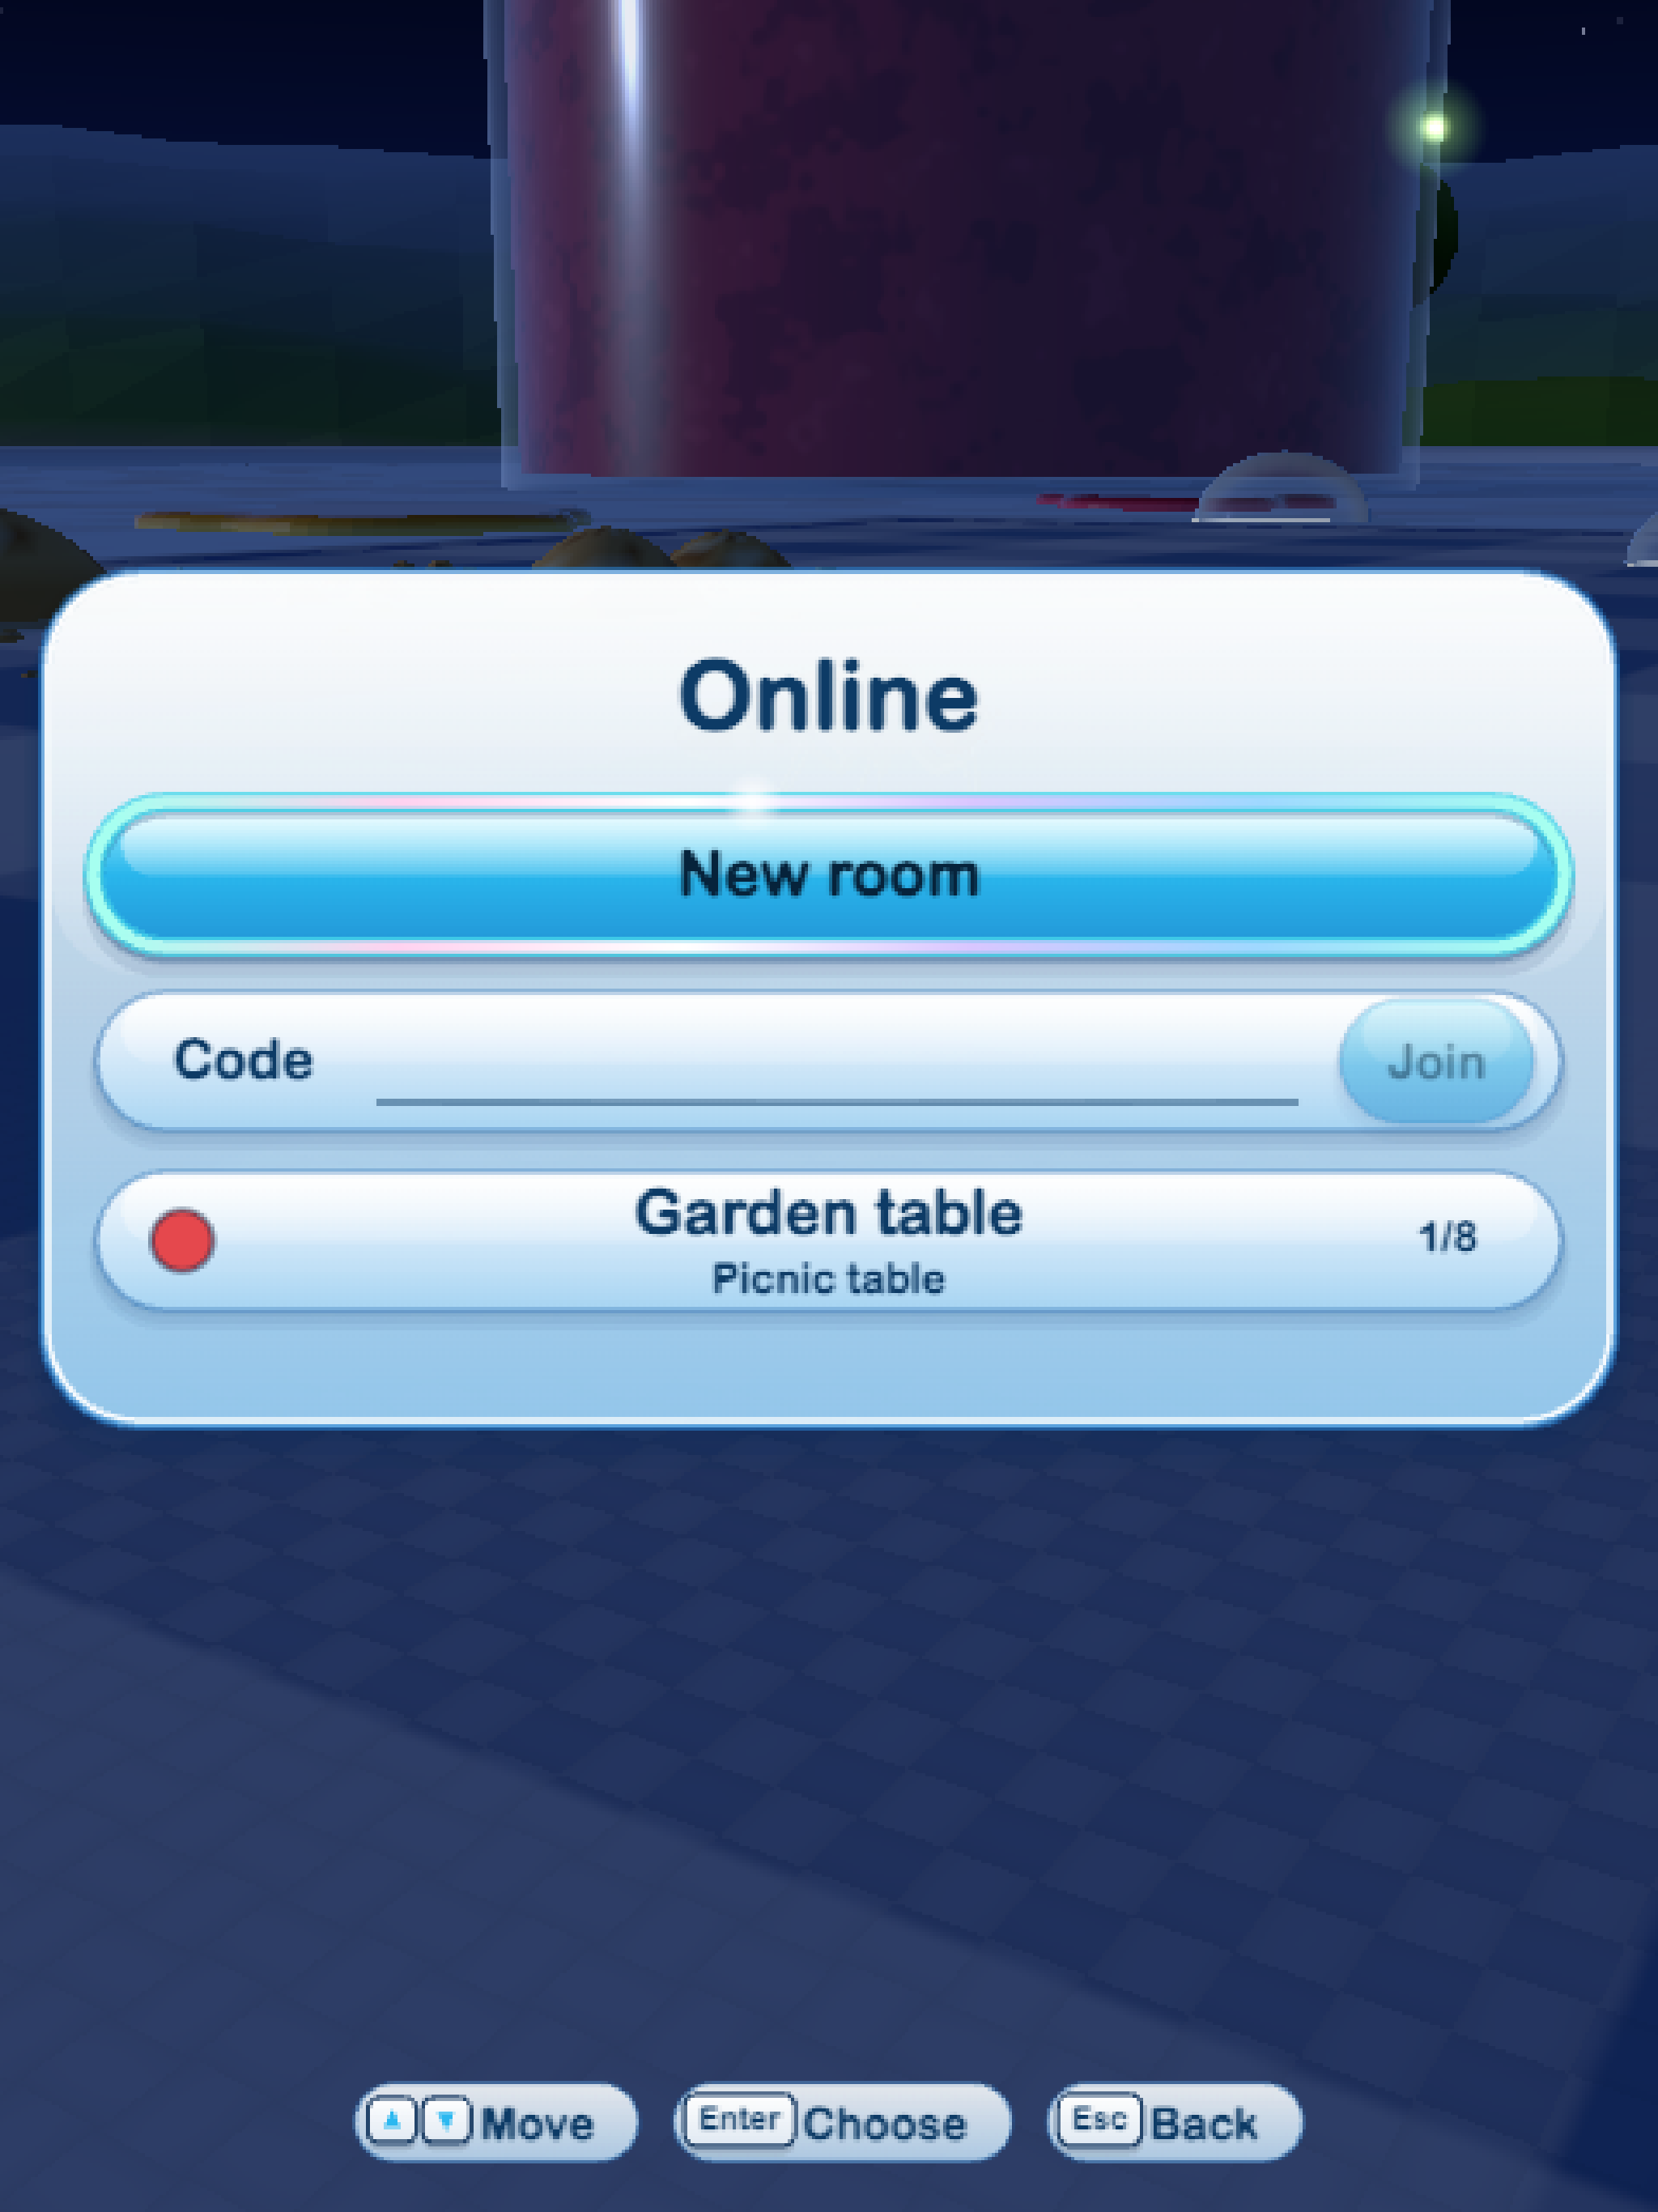 Online
New room
Code
Join
Garden table
Picnic table
1/8
▲ ▼ Move
Enter Choose
Esc Back